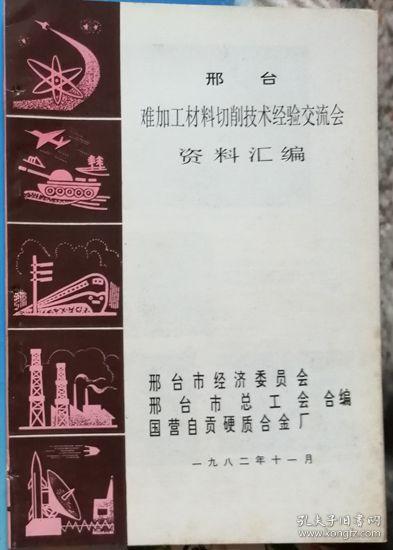 邢台
难加工材料切削技术经验交流会
资料汇编
邢台市经济委员会
邢台市总工会 合编
国营自贡硬质合金厂
一九八二年十一月
孔夫子旧书网
www.kongfz.com